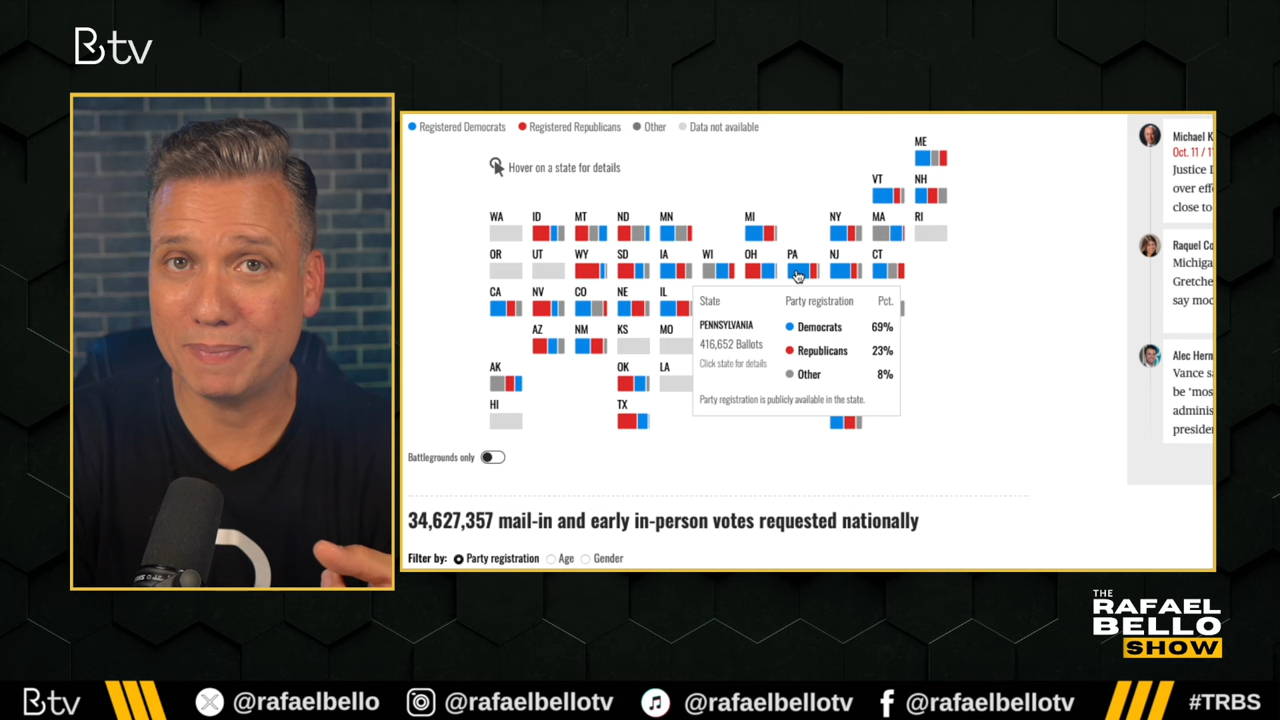 Btv
Registered Democrats Registered Republicans Other Data not available
Hover on a state for details
ME
VT NH
WA ID MT ND MN MI NY MA RI
OR UT WY SD IA WI OH PA NJ CT
CA NV CO NE IL
AZ NM KS MO
AK OK LA
HI TX
State Party registration Pct.
PENNSYLVANIA
416,652 Ballots
Click state for details
Democrats 69%
Republicans 23%
Other 8%
Party registration is publicly available in the state.
Battlegrounds only
34,627,357 mail-in and early in-person votes requested nationally
Filter by: Party registration Age Gender
Michael K
Oct. 11 / 1
Justice
over eff
close to
Raquel Co
Michiga
Gretche
say moc
Alec Hern
Vance s
be ‘mos
adminis
preside
THE
RAFAEL
BELLO
SHOW
Btv @rafaelbello @rafaelbellotv @rafaelbellotv @rafaelbellotv #TRBS